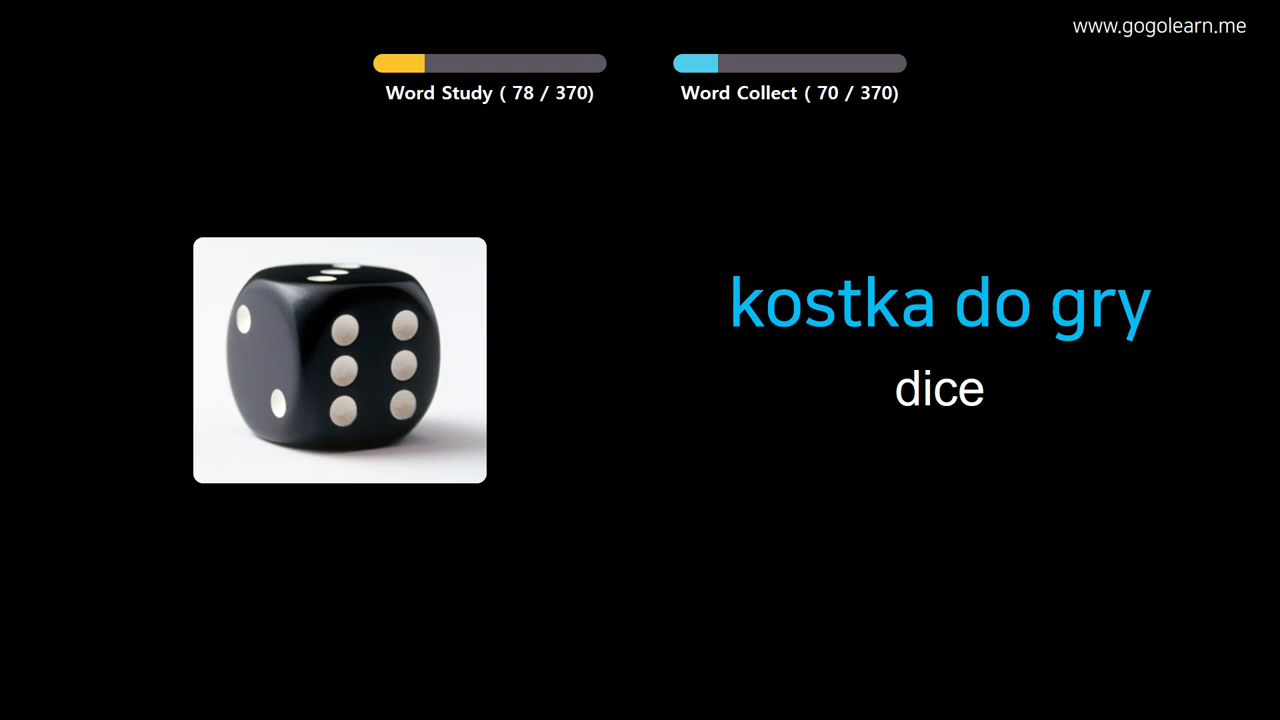 www.gogolearn.me
Word Study ( 78 / 370)
Word Collect ( 70 / 370)
kostka do gry
dice